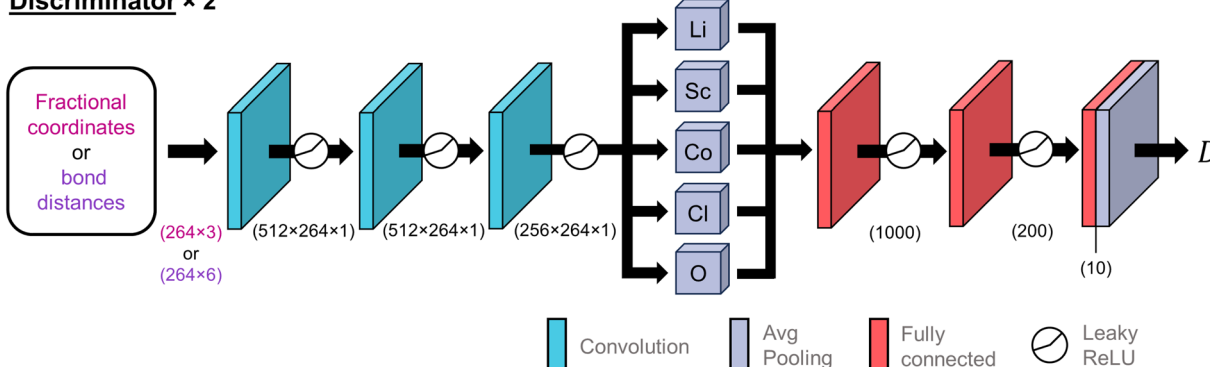 Discriminator × 2
Fractional
coordinates
or
bond
distances
(264×3)
or
(264×6)
(512×264×1)
(512×264×1)
(256×264×1)
Li
Sc
Co
Cl
O
(1000)
(200)
(10)
Convolution
Avg
Pooling
Fully
connected
Leaky
ReLU